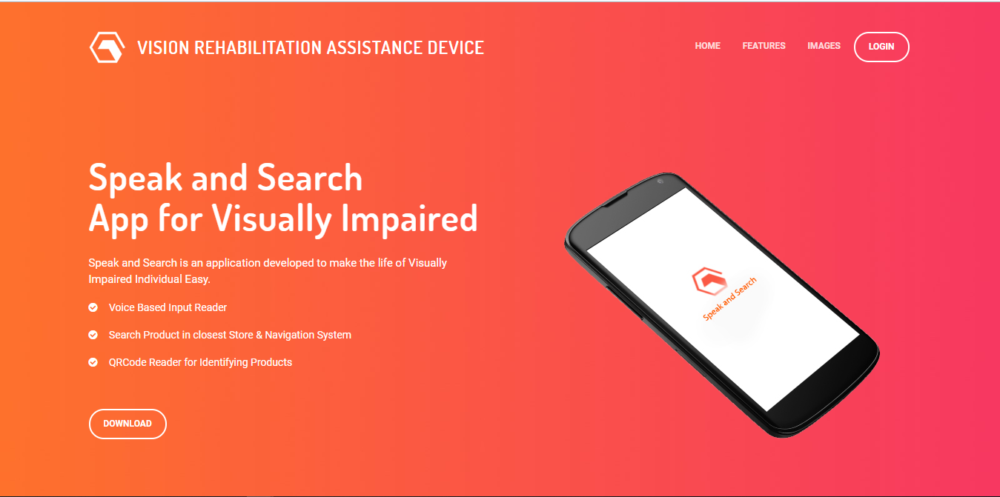 VISION REHABILITATION ASSISTANCE DEVICE
HOME
FEATURES
IMAGES
LOGIN
Speak and Search
App for Visually Impaired
Speak and Search is an application developed to make the life of Visually
Impaired Individual Easy.
Voice Based Input Reader
Search Product in closest Store & Navigation System
QRCode Reader for Identifying Products
DOWNLOAD
Speak and Search